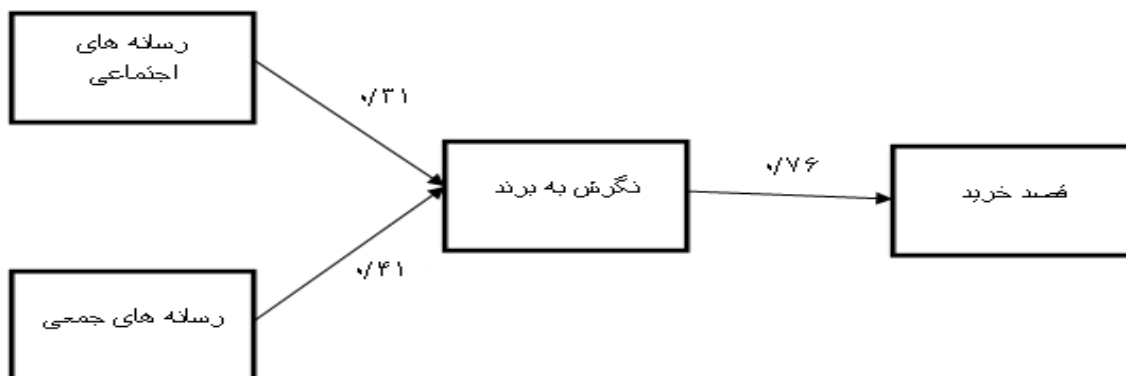 رسانه های
اجتماعی
۰/۳۱
نگرش به برند
۰/۷۶
قصد خرید
۰/۴۱
رسانه های جمعی